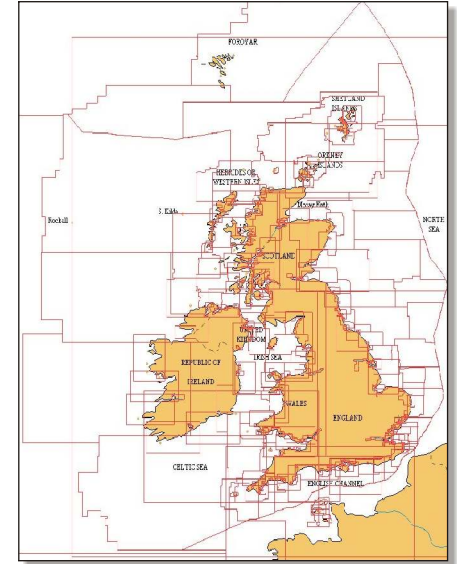 FOROYAR
SHETLAND
ISLANDS
ORKNEY
ISLANDS
HEBRIDES OR
WESTERN ISLES
S. Kilda
Moray Firth
Rockall
NORTH
SEA
SCOTLAND
UNITED
KINGDOM
IRISH SEA
REPUBLIC OF
IRELAND
WALES
ENGLAND
CELTIC SEA
ENGLISH CHANNEL